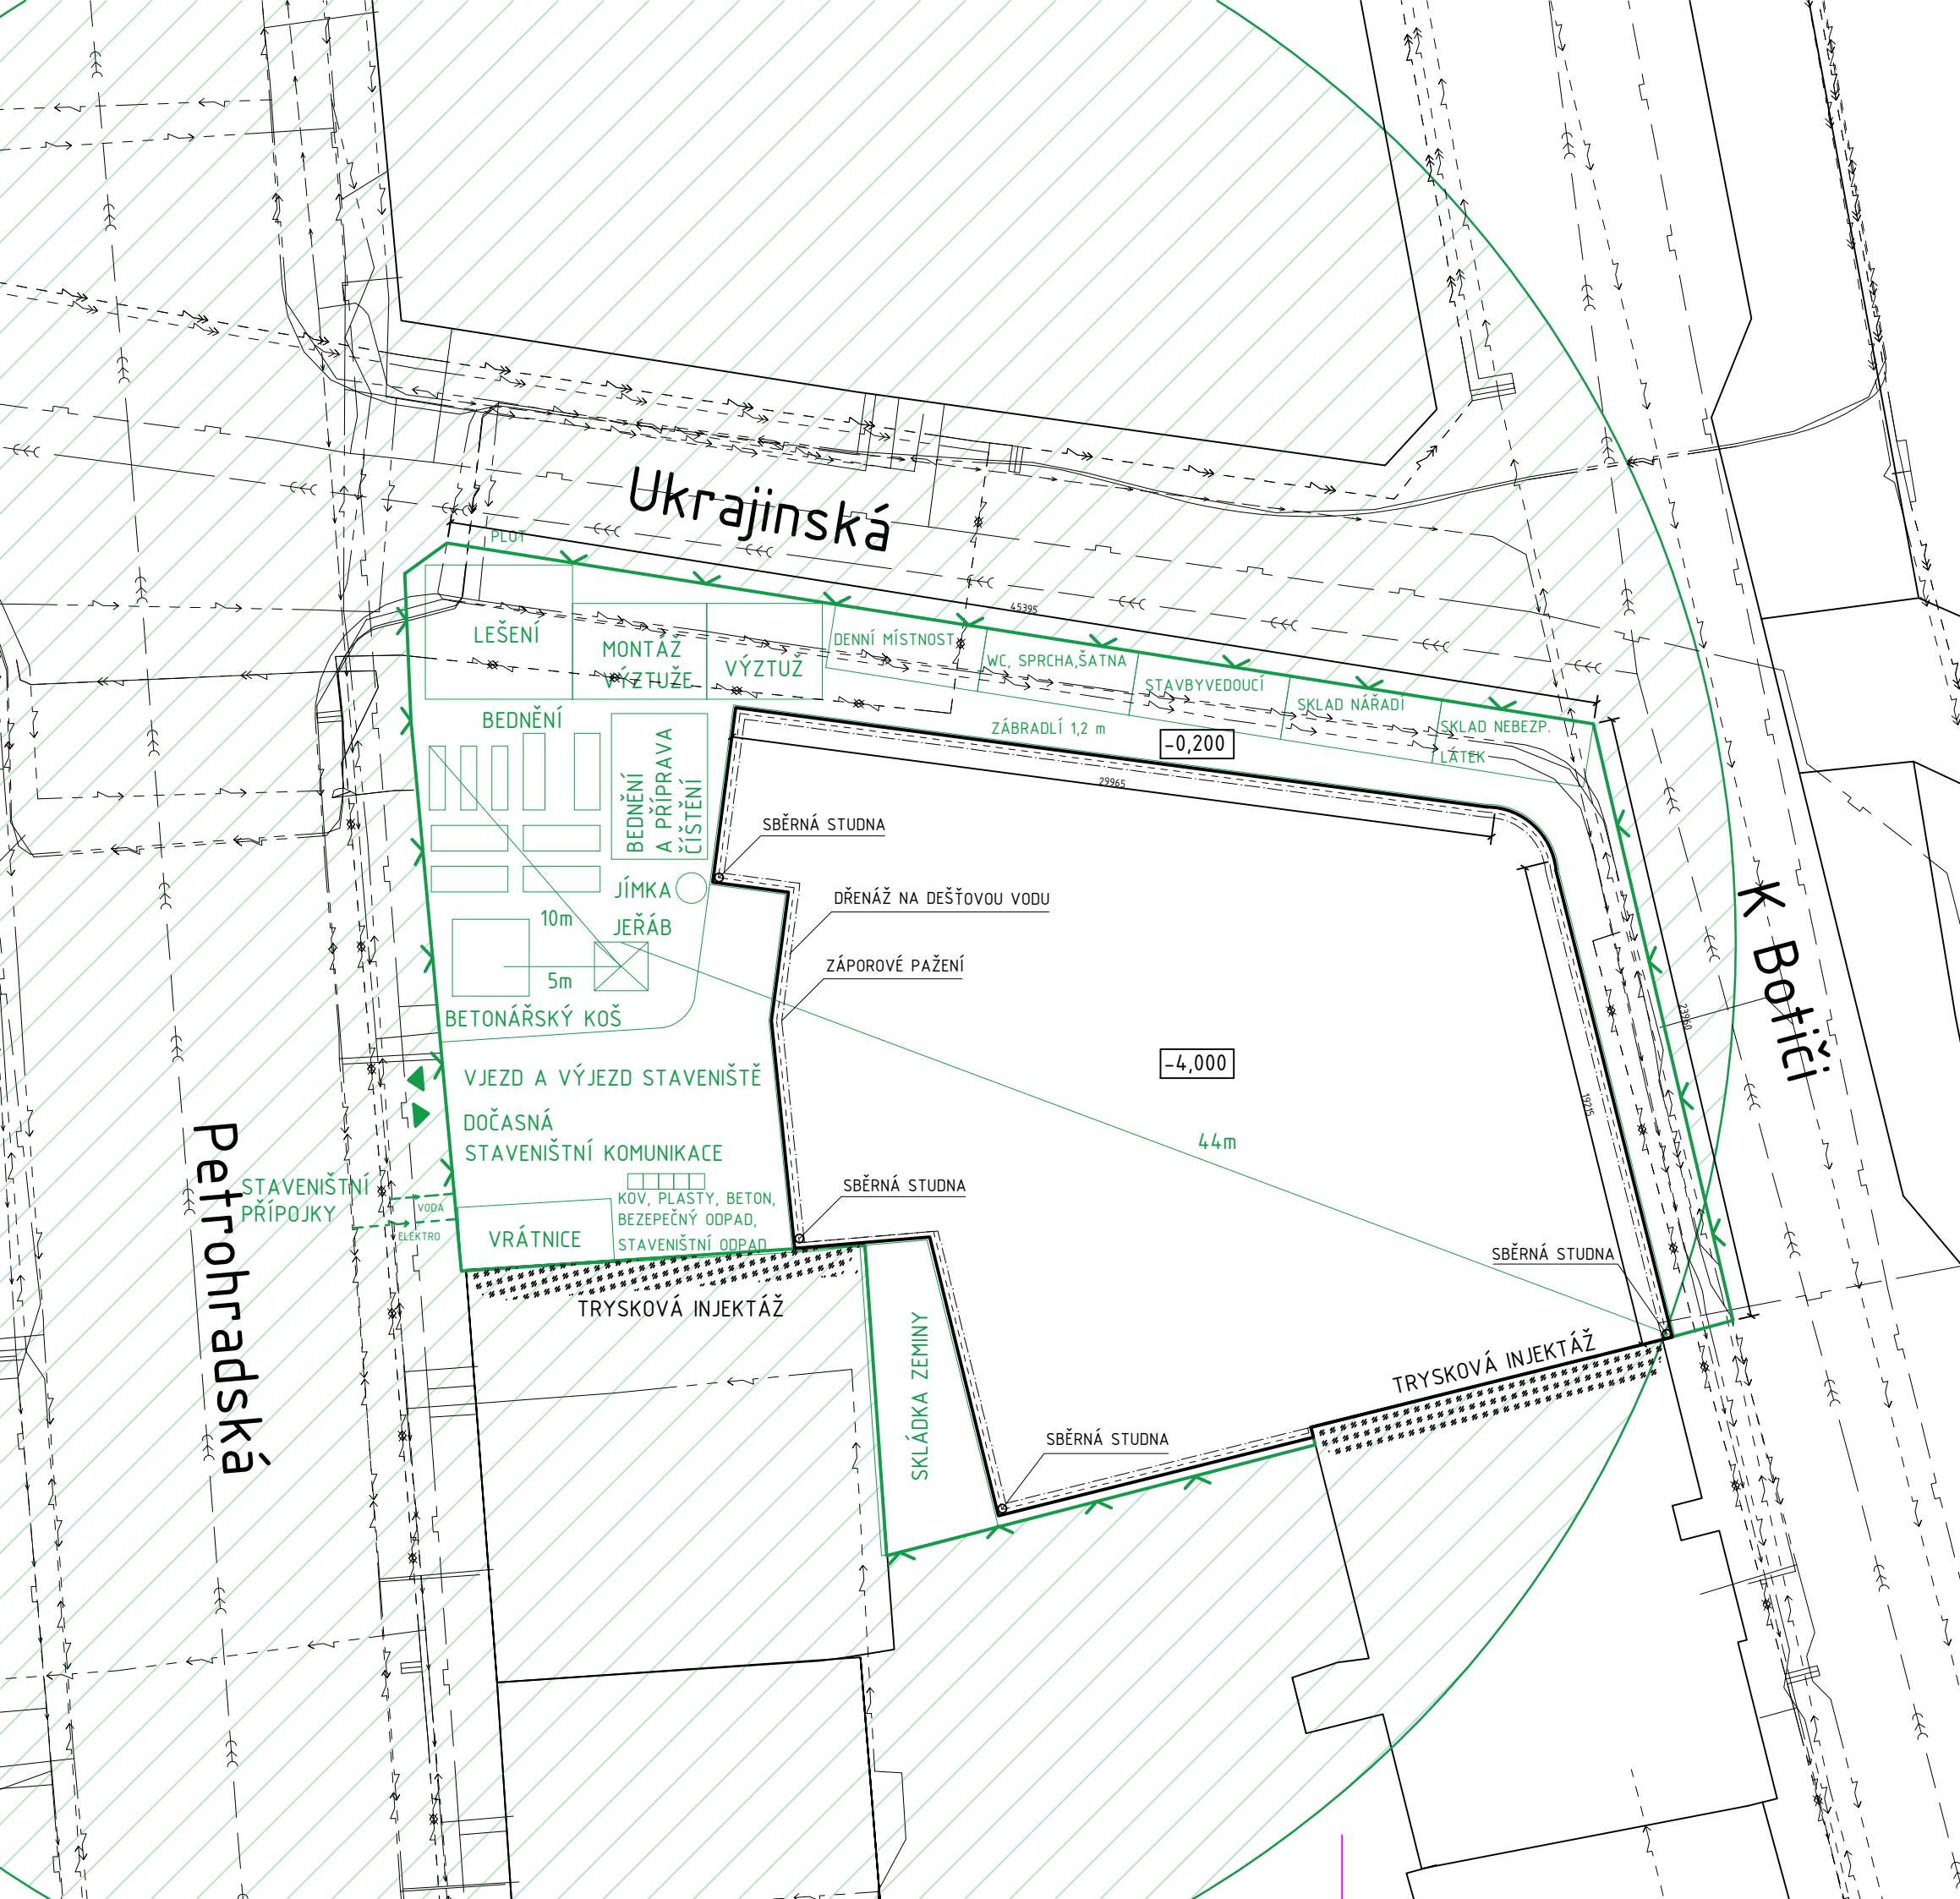 Ukrajinská
PLOT
45395
LEŠENÍ
MONTÁŽ
VÝZTUŽE
VÝZTUŽ
DENNÍ MÍSTNOST
WC, SPRCHA,ŠATNA
STAVBYVEDOUCÍ
SKLAD NÁŘADÍ
SKLAD NEBEZP.
LÁTEK
BEDNĚNÍ
ZÁBRADLÍ 1,2 m
-0,200
29965
BEDNĚNÍ
A PŘÍPRAVA
ČÍŠTĚNÍ
SBĚRNÁ STUDNA
JÍMKA
DŘENÁŽ NA DEŠŤOVOU VODU
10m
JEŘÁB
K Botiči
ZÁPOROVÉ PAŽENÍ
5m
BETONÁŘSKÝ KOŠ
23960
-4,000
VJEZD A VÝJEZD STAVENIŠTĚ
19215
DOČASNÁ
STAVENIŠTNÍ KOMUNIKACE
44m
Petrohradská
STAVENIŠTNÍ
PŘÍPOJKY
VODA
ELEKTRO
SBĚRNÁ STUDNA
KOV, PLASTY, BETON,
BEZEPEČNÝ ODPAD,
STAVENIŠTNÍ ODPAD
VRÁTNICE
SBĚRNÁ STUDNA
TRYSKOVÁ INJEKTÁŽ
SKLÁDKA ZEMINY
TRYSKOVÁ INJEKTÁŽ
SBĚRNÁ STUDNA